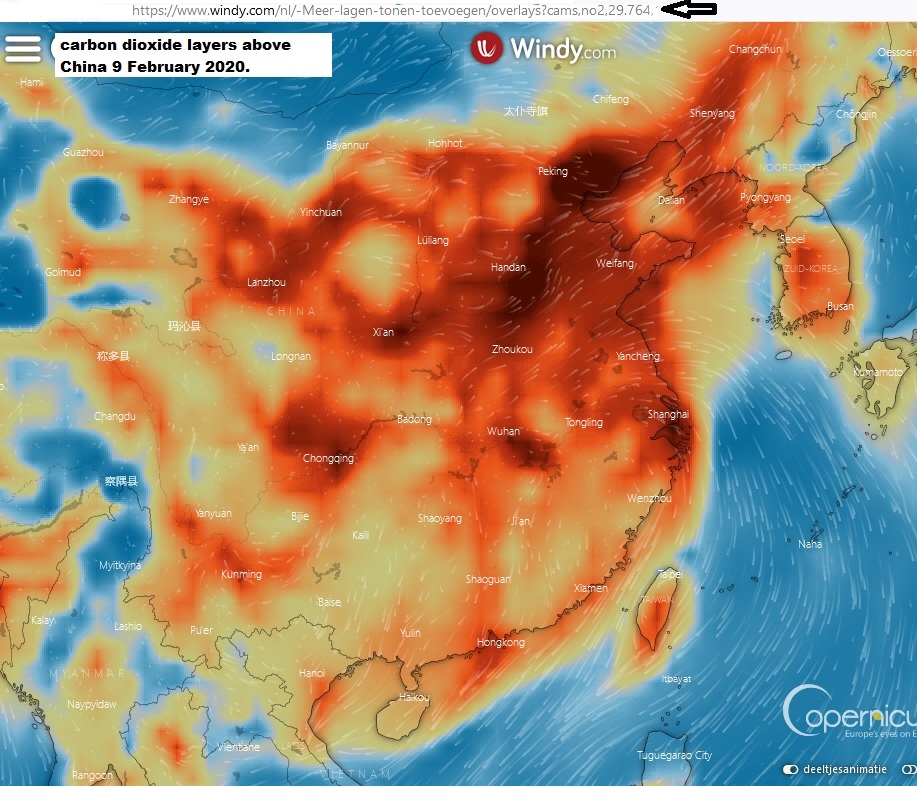 https://www.windy.com/nl/-Meer-lagen-tonen-toevoegen/overlays?cams,no2,29.764,
carbon dioxide layers above
China 9 February 2020.
Windy.com
Changchun
Hami
Chifeng
太仆寺旗
Shenyang
Chongjin
Guazhou
Bayannur
Hohhot
Peking
NOORD-KOREA
Zhangye
Yinchuan
Dalian
Pyongyang
Lüliang
Seoel
Golmud
Lanzhou
Handan
Weifang
ZUID-KOREA
CHINA
Busan
玛沁县
Xi'an
称多县
Longnan
Zhoukou
Yancheng
Kumamoto
Changdu
Badong
Wuhan
Tongling
Shanghai
Ya'an
Chongqing
察隅县
Wenzhou
Yanyuan
Bijie
Shaoyang
Ji'an
Kaili
Naha
Myitkyina
Kunming
Shaoguan
Xiamen
Taipei
TAIWAN
Baise
Kalay
Lashio
Pu'er
Yulin
Hongkong
MYANMAR
Hanoi
Itbayat
Naypyidaw
Haikou
Copernicu
Europe's eyes on E
Vientiane
LAOS
Tuguegarao City
Rangoon
VIETNAM
deeltjesanimatie